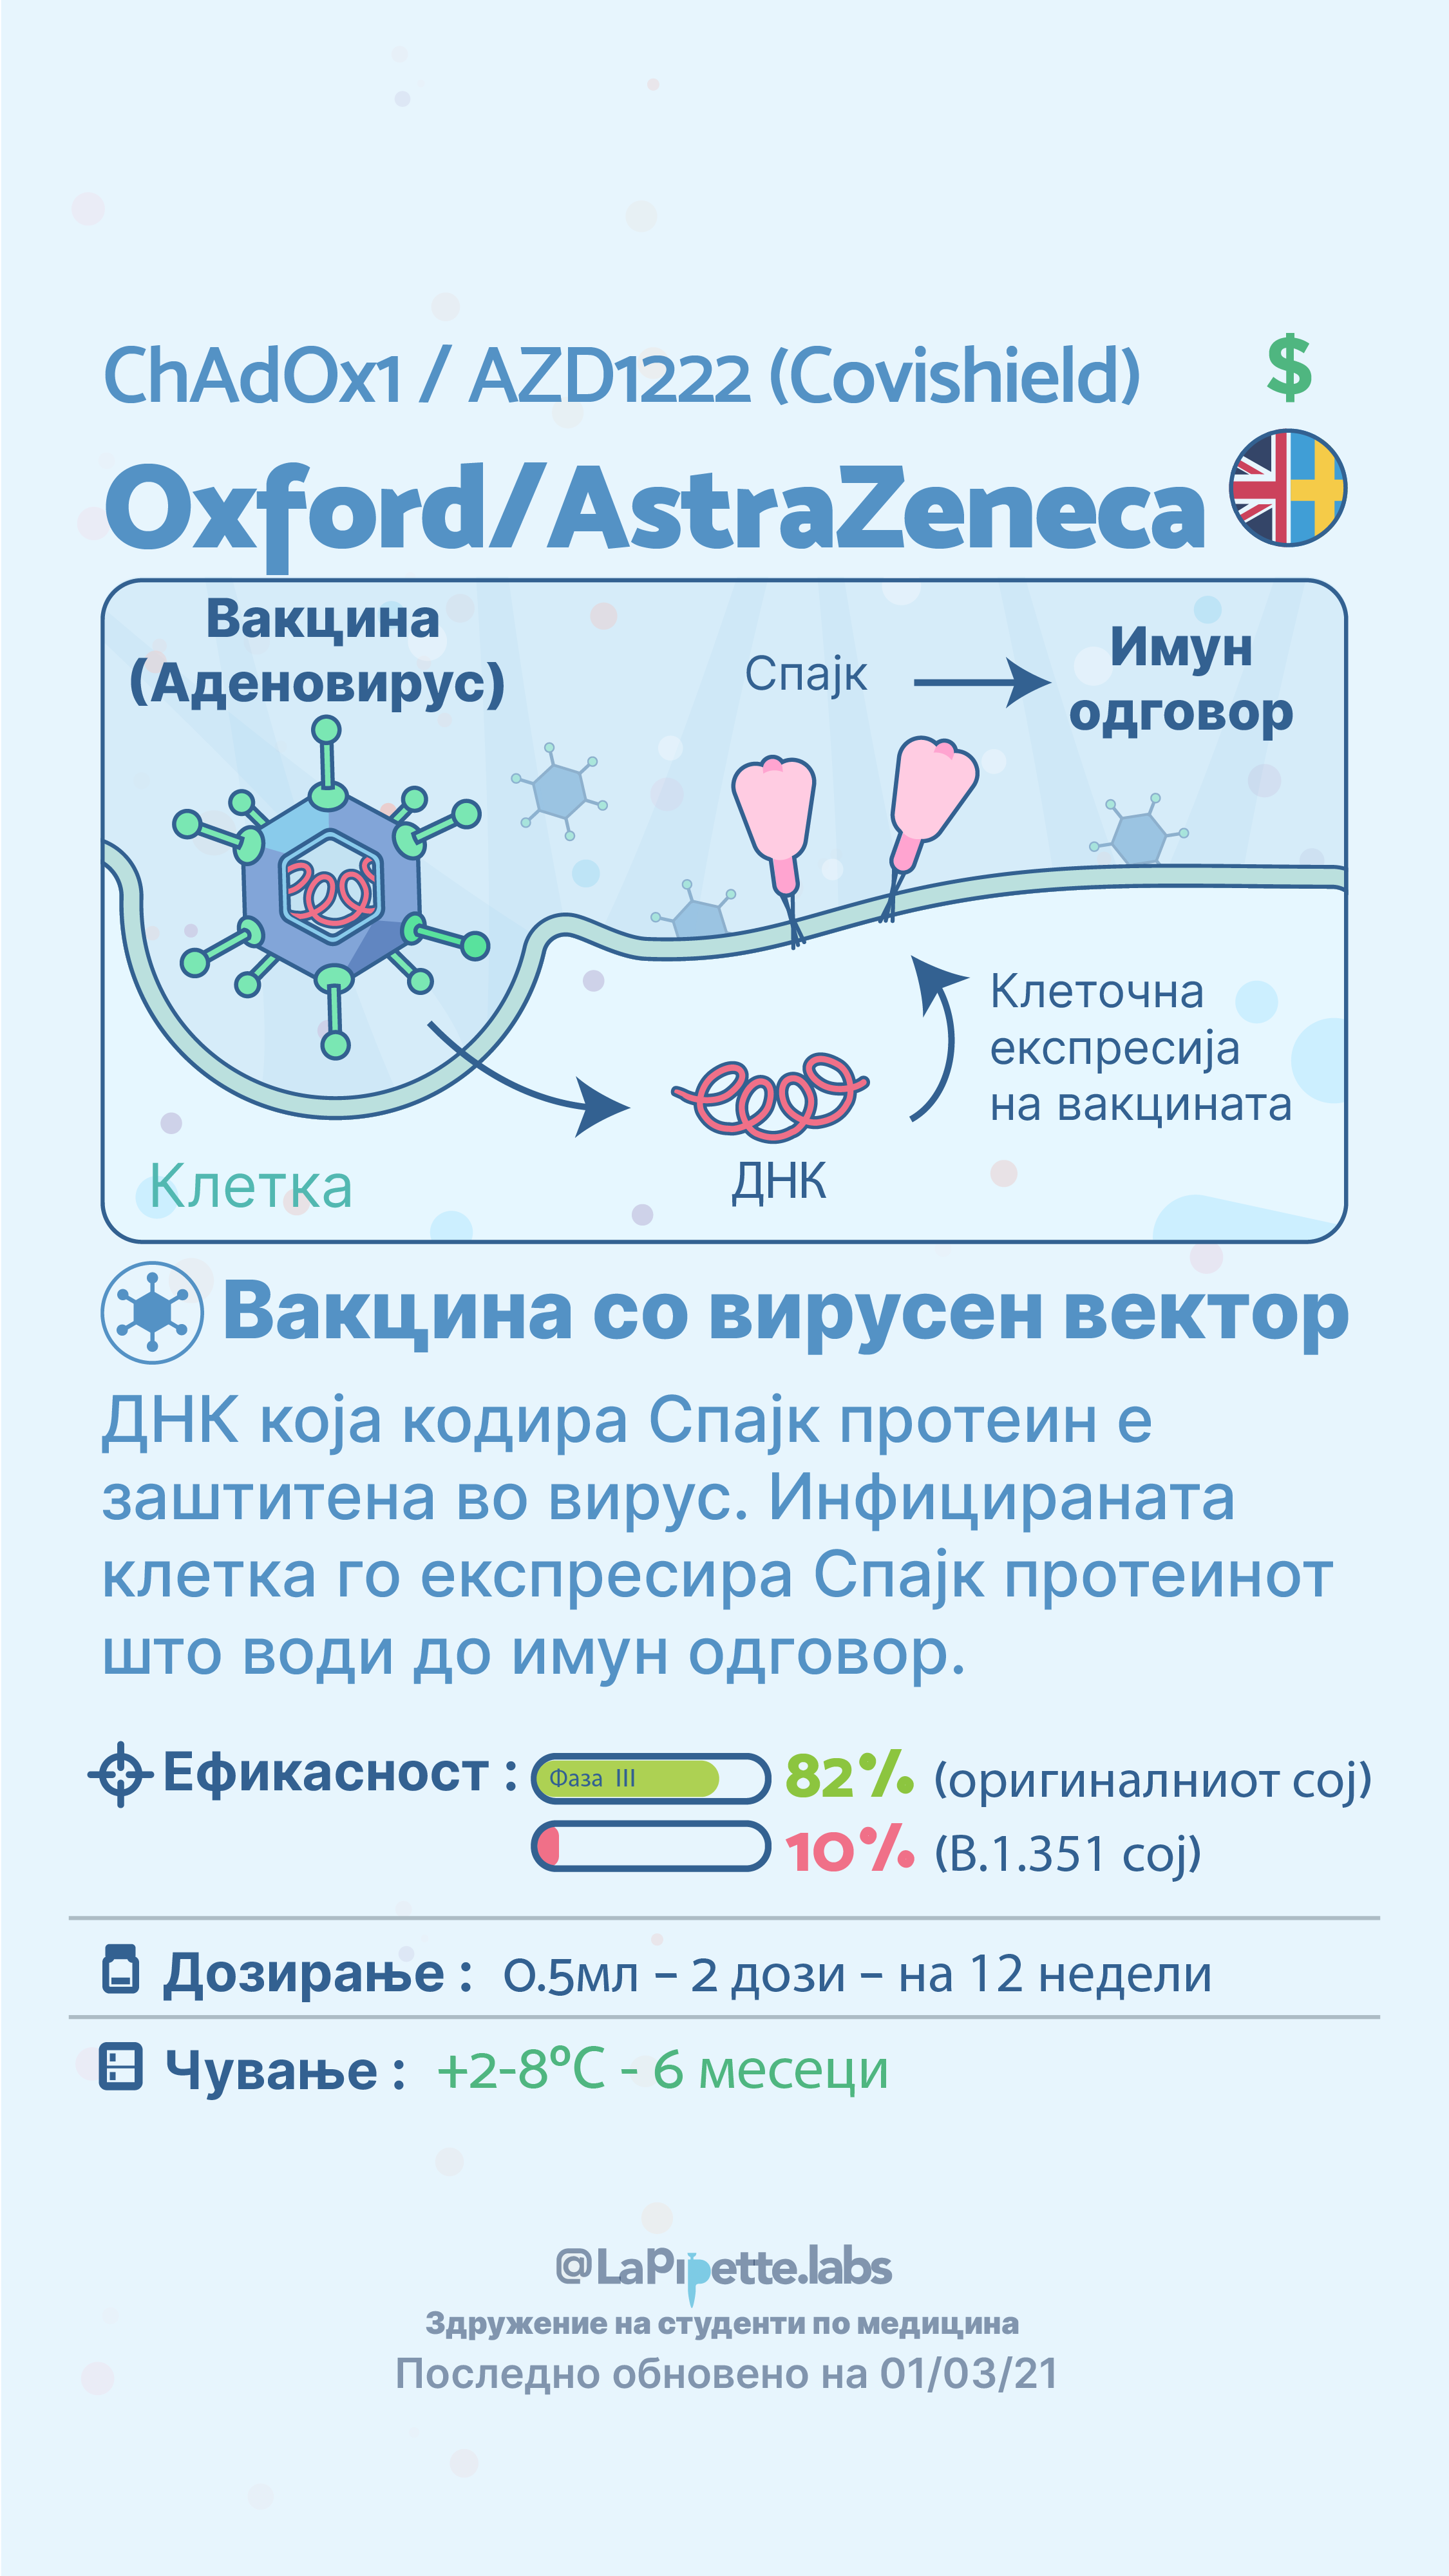 ChAdOx1 / AZD1222 (Covishield)
$
Oxford/AstraZeneca
Вакцина
(Аденовирус)
Спајк
Имун
одговор
Клеточна
експресија
на вакцината
ДНК
Клетка
Вакцина со вирусен вектор
ДНК која кодира Спајк протеин е
заштитена во вирус. Инфицираната
клетка го експресира Спајк протеинот
што води до имун одговор.
Ефикасност : Фаза III 82% (оригиналниот сој)
10% (B.1.351 сој)
Дозирање : 0.5мл – 2 дози – на 12 недели
Чување : +2-8ºC - 6 месеци
@LaPipette.labs
Здружение на студенти по медицина
Последно обновено на 01/03/21